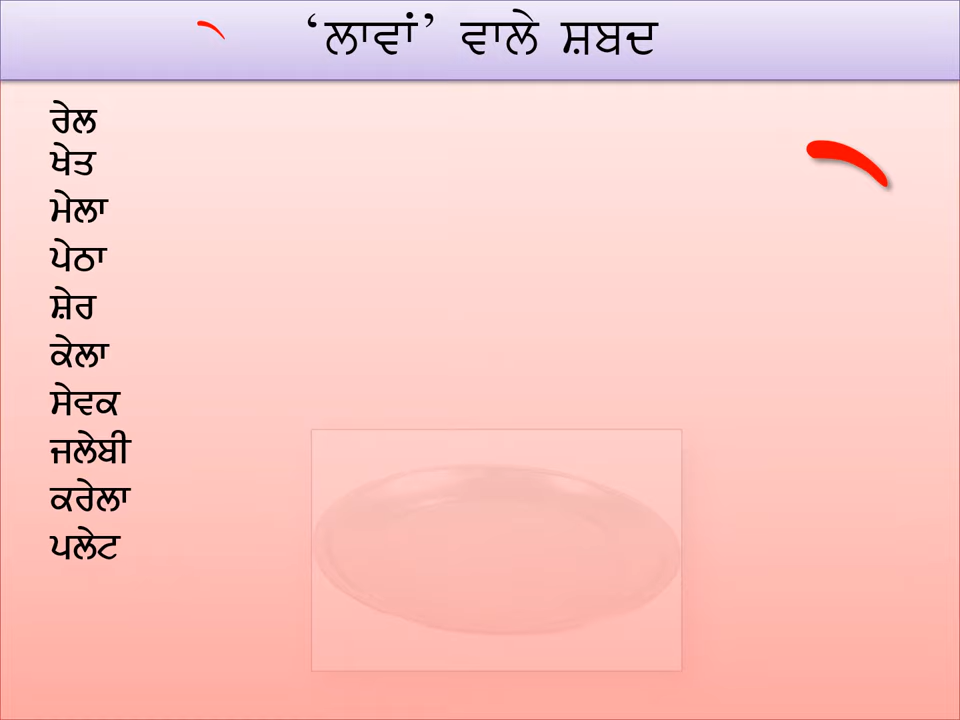 ‘ਲਾਵਾਂ’ ਵਾਲੇ ਸ਼ਬਦ
ਰੇਲ
ਖੇਤ
ਮੇਲਾ
ਪੇਠਾ
ਸ਼ੇਰ
ਕੇਲਾ
ਸੇਵਕ
ਜਲੇਬੀ
ਕਰੇਲਾ
ਪਲੇਟ